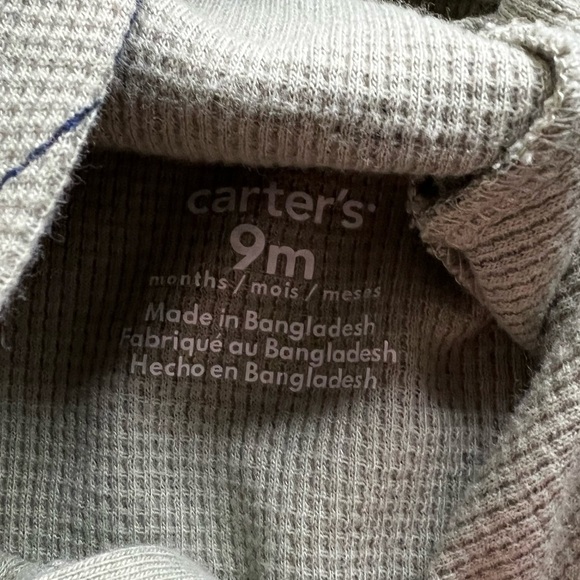 carter's
9m
months / mois / meses
Made in Bangladesh
Fabriqué au Bangladesh
Hecho en Bangladesh